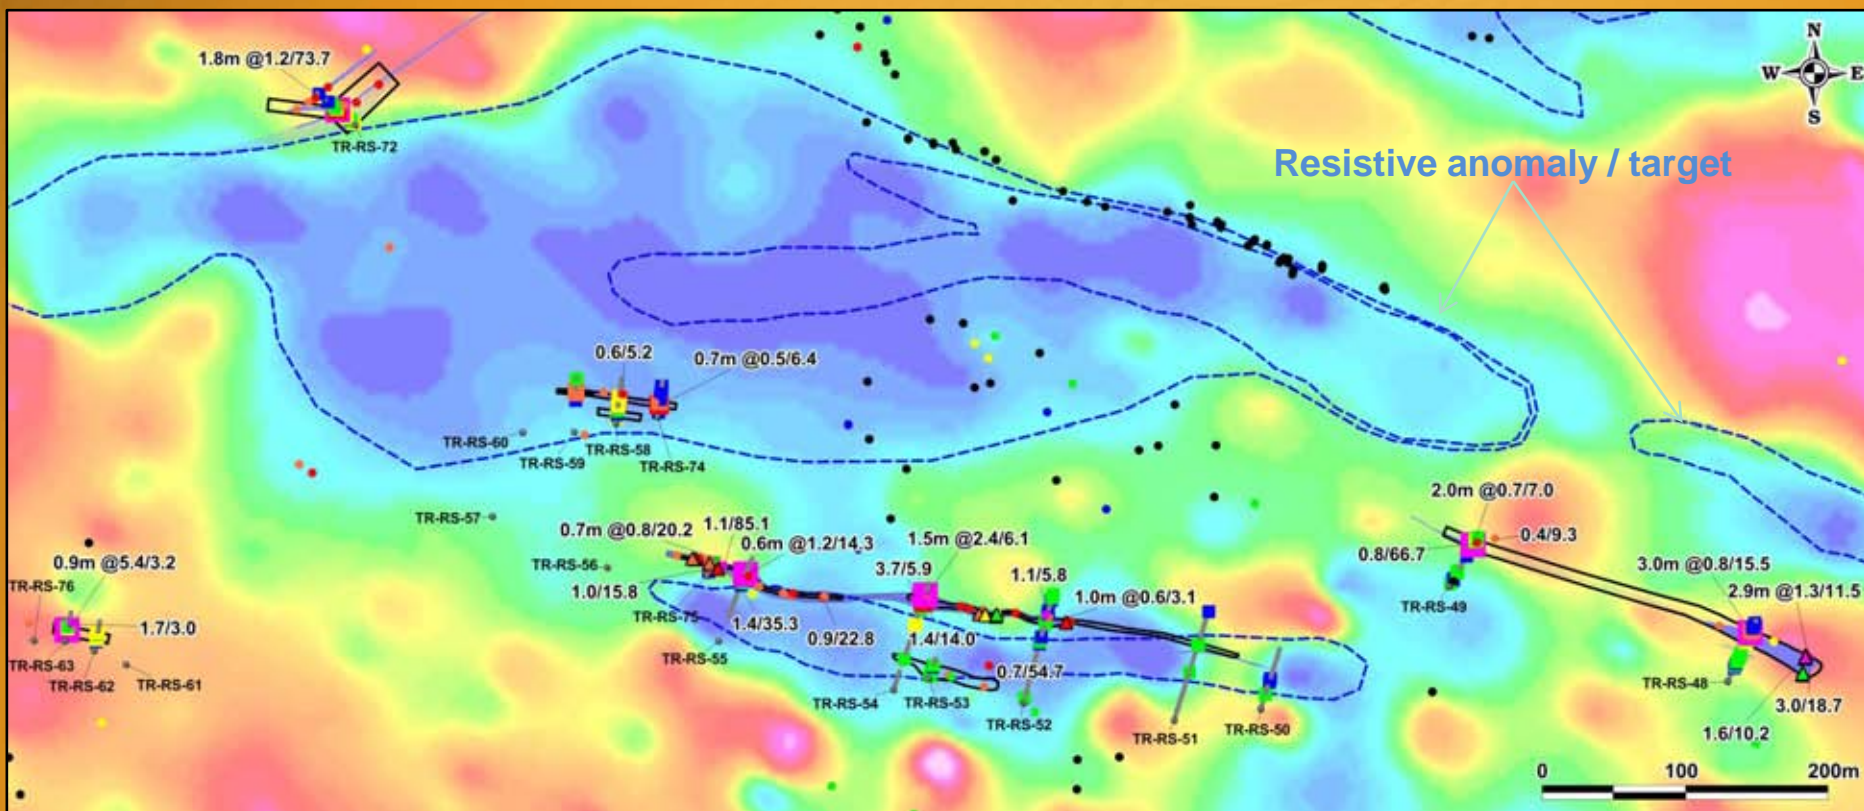 1.8m @1.2/73.7
N
W E
S
TR-RS-72
Resistive anomaly / target
0.6/5.2
0.7m @0.5/6.4
TR-RS-60
TR-RS-59
TR-RS-58
TR-RS-74
TR-RS-57
2.0m @0.7/7.0
0.7m @0.8/20.2
1.1/85.1
0.6m @1.2/14.3
1.5m @2.4/6.1
0.4/9.3
0.8/66.7
0.9m @5.4/3.2
TR-RS-56
3.7/5.9
1.1/5.8
3.0m @0.8/15.5
TR-RS-76
1.0/15.8
1.0m @0.6/3.1
2.9m @1.3/11.5
TR-RS-49
TR-RS-75
1.7/3.0
1.4/35.3
0.9/22.8
1.4/14.0
TR-RS-63
TR-RS-55
0.7/54.7
TR-RS-62
TR-RS-61
TR-RS-54
TR-RS-53
TR-RS-48
3.0/18.7
TR-RS-52
TR-RS-51
TR-RS-50
1.6/10.2
0 100 200m